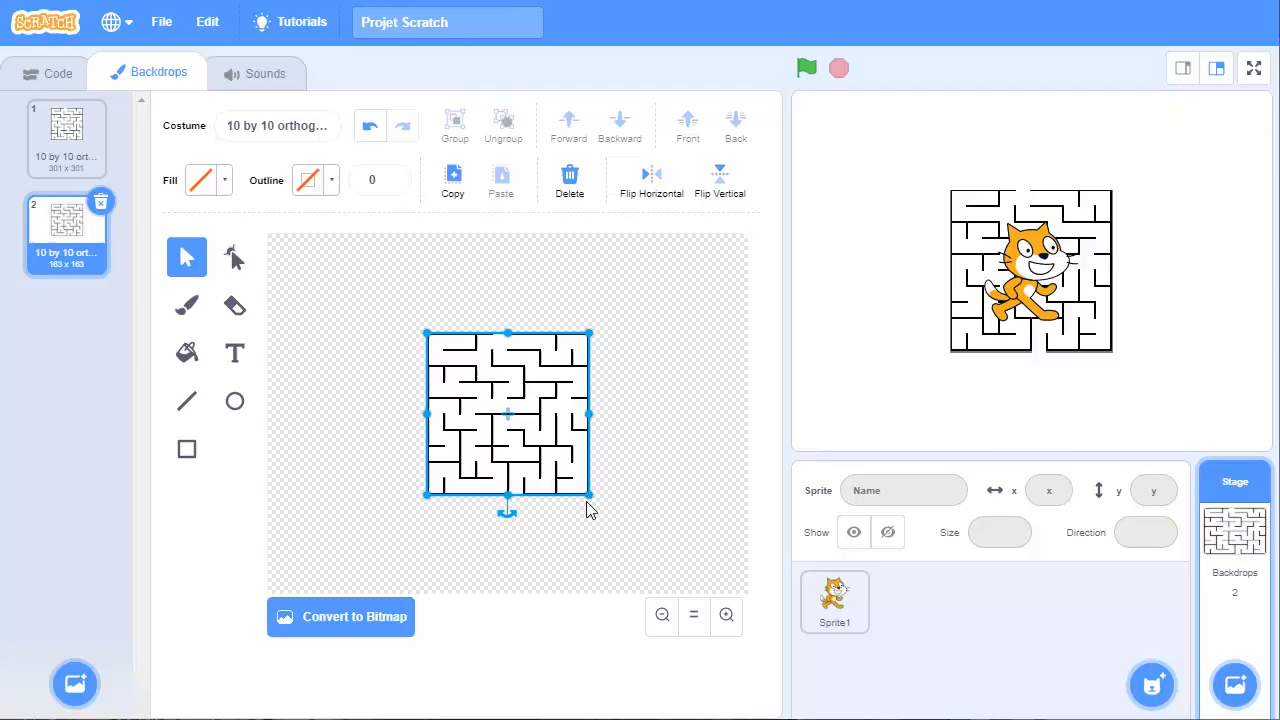 SCRATCH File Edit Tutorials Projet Scratch
Code Backdrops Sounds
1
10 by 10 ort...
301 x 301
2
10 by 10 ort...
163 x 163
Costume 10 by 10 orthog... Group Ungroup Forward Backward Front Back
Fill Outline 0 Copy Paste Delete Flip Horizontal Flip Vertical
T
Convert to Bitmap
Sprite Name x x y y
Show Size Direction
Sprite1
Stage
Backdrops
2